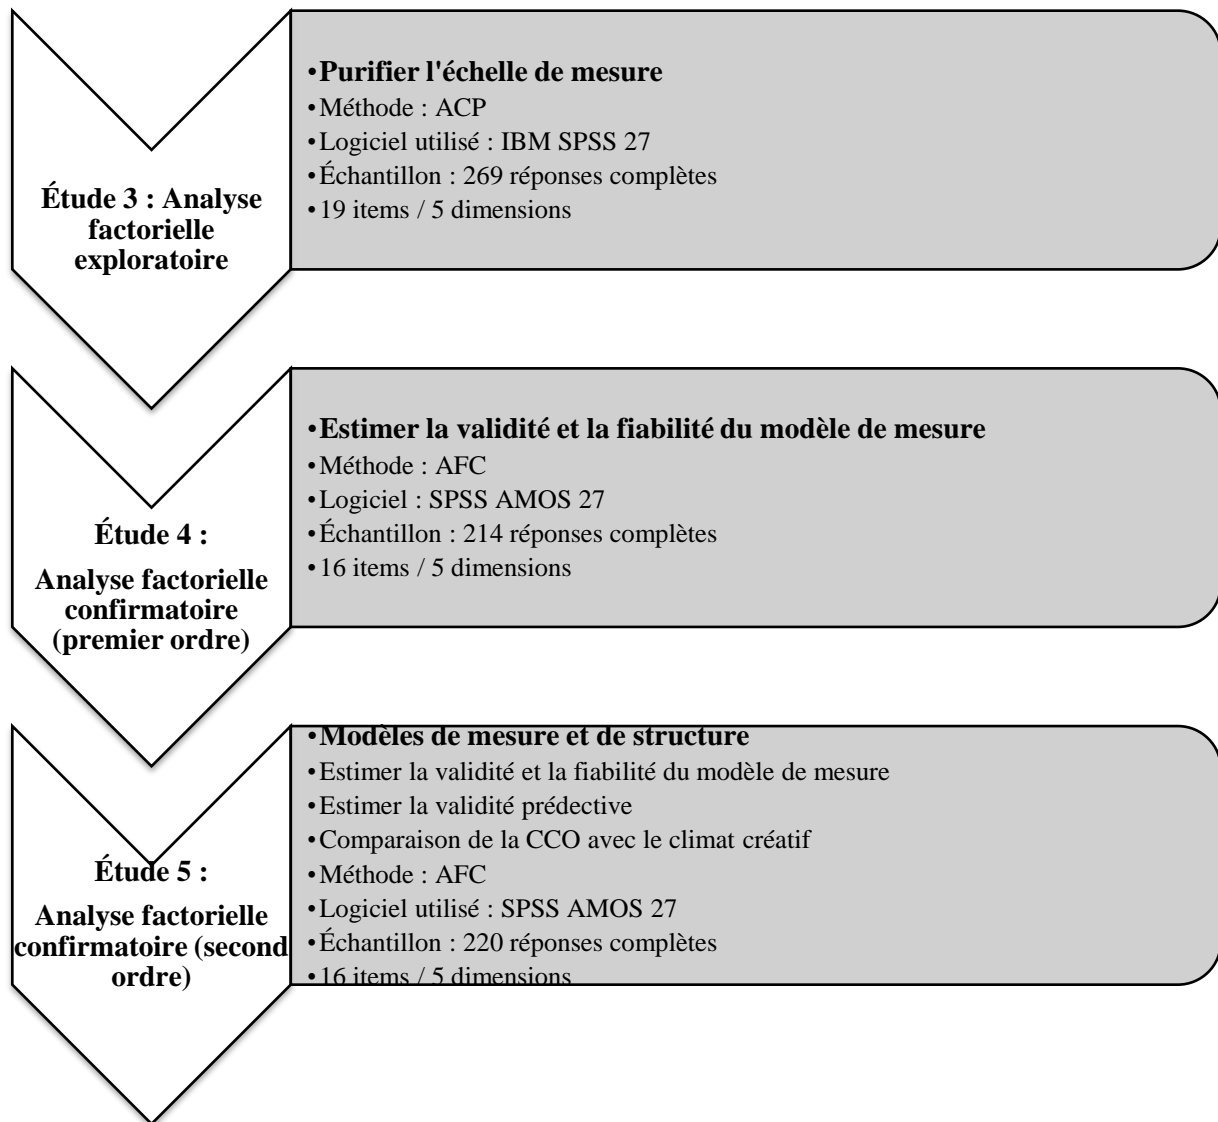 Étude 3 : Analyse
factorielle
exploratoire
•Purifier l'échelle de mesure
•Méthode : ACP
•Logiciel utilisé : IBM SPSS 27
•Échantillon : 269 réponses complètes
•19 items / 5 dimensions
Étude 4 :
Analyse factorielle
confirmatoire
(premier ordre)
•Estimer la validité et la fiabilité du modèle de mesure
•Méthode : AFC
•Logiciel : SPSS AMOS 27
•Échantillon : 214 réponses complètes
•16 items / 5 dimensions
Étude 5 :
Analyse factorielle
confirmatoire (second
ordre)
•Modèles de mesure et de structure
•Estimer la validité et la fiabilité du modèle de mesure
•Estimer la validité prédective
•Comparaison de la CCO avec le climat créatif
•Méthode : AFC
•Logiciel utilisé : SPSS AMOS 27
•Échantillon : 220 réponses complètes
•16 items / 5 dimensions